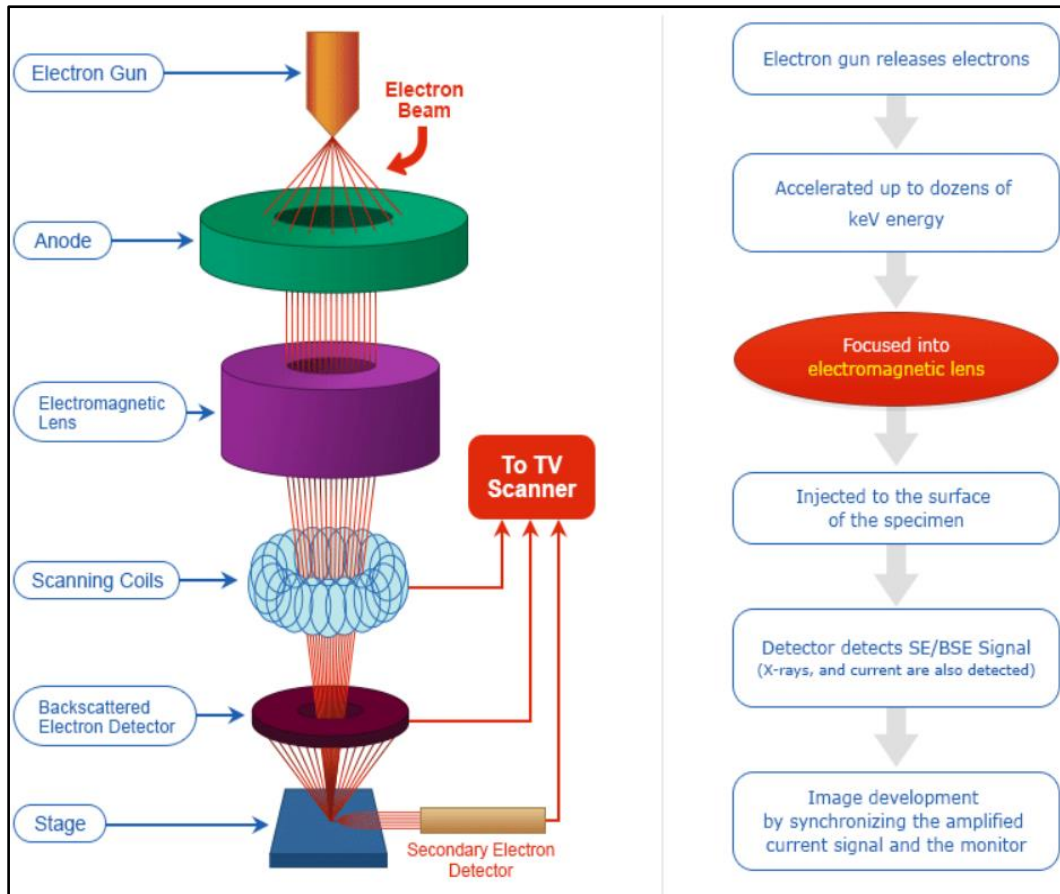 Electron Gun
Electron
Beam
Anode
Electromagnetic
Lens
To TV
Scanner
Scanning Coils
Backscattered
Electron Detector
Stage
Secondary Electron
Detector
Electron gun releases electrons
Accelerated up to dozens of
keV energy
Focused into
electromagnetic lens
Injected to the surface
of the specimen
Detector detects SE/BSE Signal
(X-rays, and current are also detected)
Image development
by synchronizing the amplified
current signal and the monitor